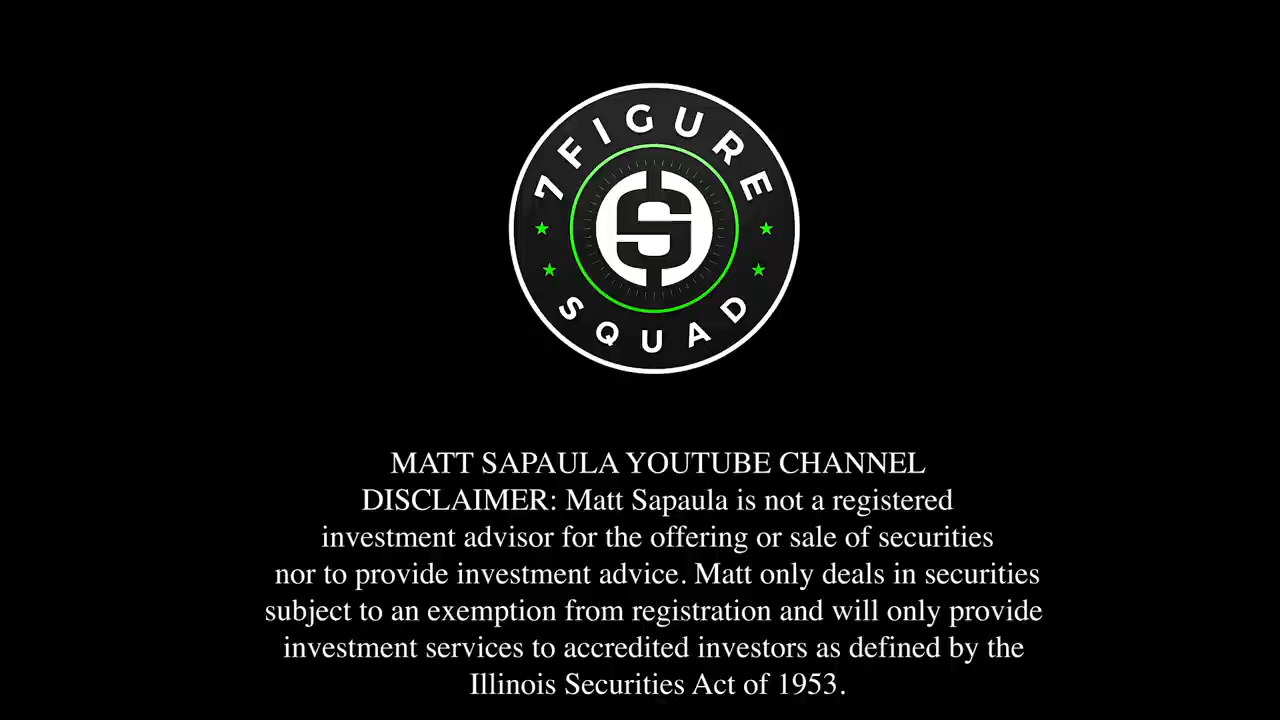 7 FIGURE
SQUAD
MATT SAPAULA YOUTUBE CHANNEL
DISCLAIMER: Matt Sapaula is not a registered
investment advisor for the offering or sale of securities
nor to provide investment advice. Matt only deals in securities
subject to an exemption from registration and will only provide
investment services to accredited investors as defined by the
Illinois Securities Act of 1953.